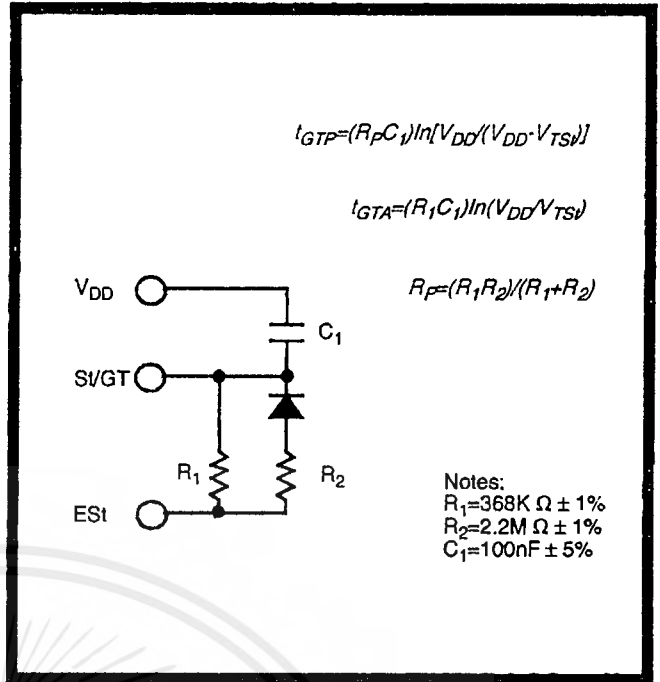 t_GTP=(R_PC_1)ln[V_DD/(V_DD-V_TSt)]
t_GTA=(R_1C_1)ln(V_DD/V_TSt)
R_P=(R_1R_2)/(R_1+R_2)
V_DD
C_1
St/GT
R_1
R_2
ESt
Notes:
R_1=368K Ω ± 1%
R_2=2.2M Ω ± 1%
C_1=100nF ± 5%